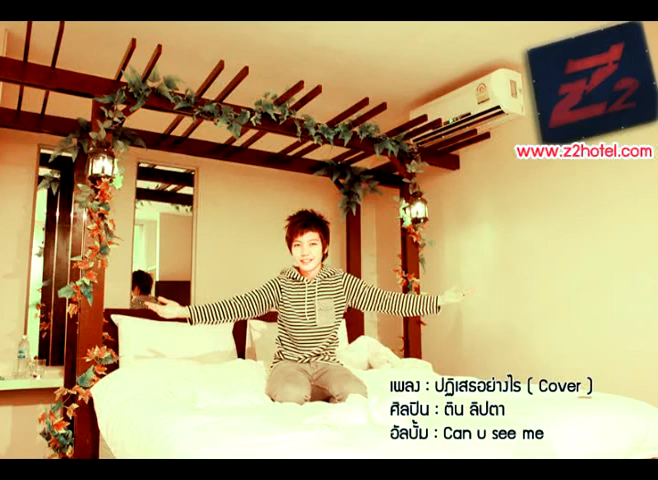 Z2
www.z2hotel.com
เพลง : ปฏิเสธอย่างไร ( Cover )
ศิลปิน : ติน ลิปตา
อัลบั้ม : Can u see me